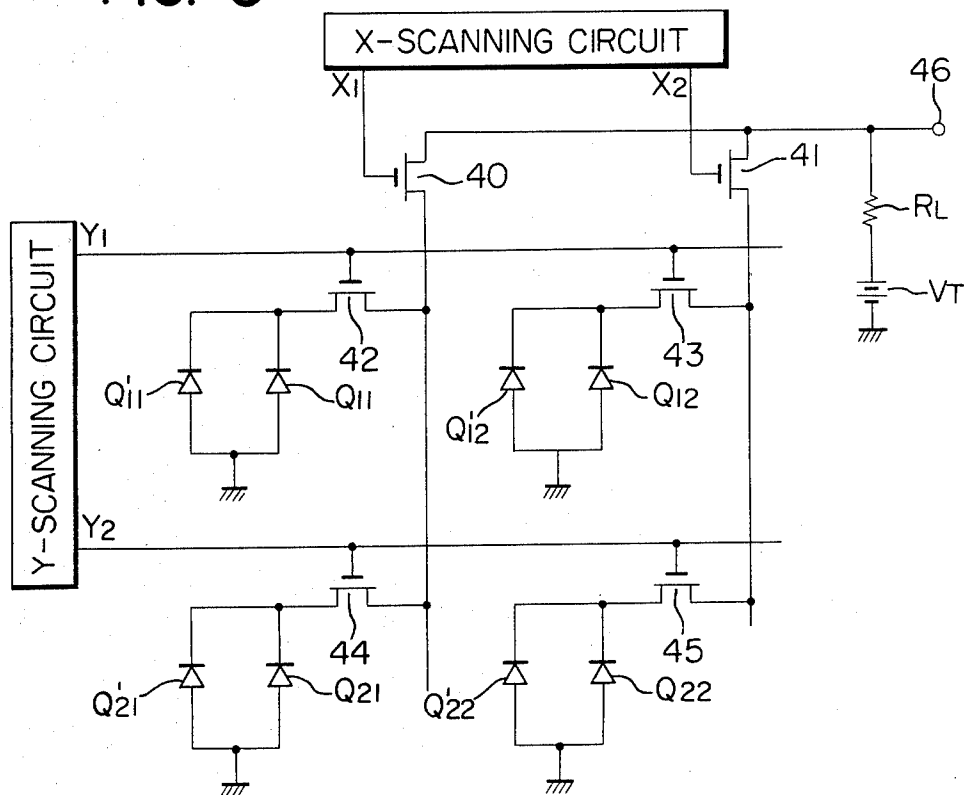 X-SCANNING CIRCUIT
X1
X2
46
40
41
RL
Y1
VT
Y-SCANNING CIRCUIT
42
43
Q'11
Q11
Q'12
Q12
Y2
44
45
Q'21
Q21
Q'22
Q22